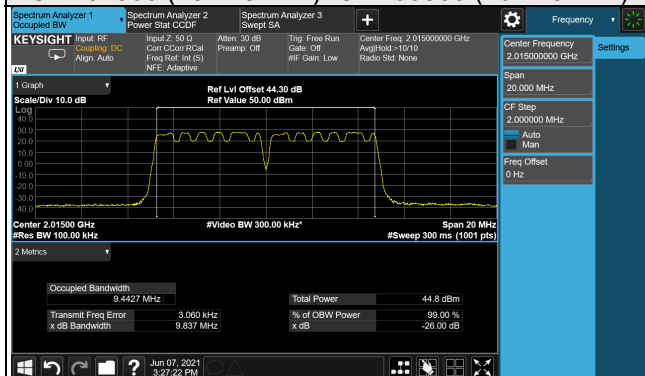 Spectrum Analyzer 1
Occupied BW
Spectrum Analyzer 2
Power Stat CCDF
Spectrum Analyzer 3
Swept SA
Frequency
KEYSIGHT
Input: RF
Coupling: DC
Align: Auto
Input Z: 50 Ω
Corr CCorr RCal
Freq Ref: Int (S)
NFE: Adaptive
Atten: 30 dB
Preamp: Off
Trig: Free Run
Gate: Off
#IF Gain: Low
Center Freq: 2.015000000 GHz
Avg|Hold:>10/10
Radio Std: None
LXI
Center Frequency
2.015000000 GHz
Settings
Span
20.000 MHz
CF Step
2.000000 MHz
Auto
Man
Freq Offset
0 Hz
1 Graph
Scale/Div 10.0 dB
Ref Lvl Offset 44.30 dB
Ref Value 50.00 dBm
Log
40.0
30.0
20.0
10.0
0.00
-10.0
-20.0
-30.0
-40.0
Center 2.01500 GHz
#Res BW 100.00 kHz
#Video BW 300.00 kHz*
Span 20 MHz
#Sweep 300 ms (1001 pts)
2 Metrics
Occupied Bandwidth
9.4427 MHz
Total Power 44.8 dBm
Transmit Freq Error 3.060 kHz
% of OBW Power 99.00 %
x dB Bandwidth 9.837 MHz
x dB -26.00 dB
?
Jun 07, 2021
3:27:22 PM